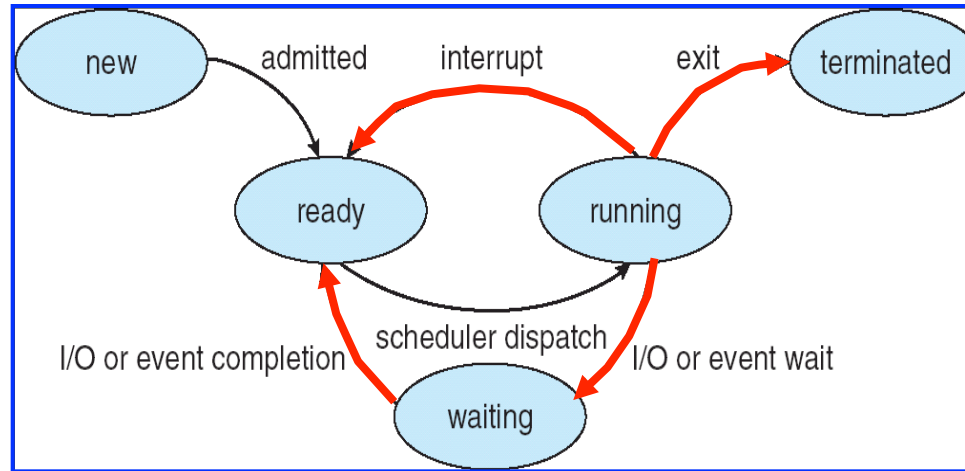 new
admitted
interrupt
exit
terminated
ready
running
I/O or event completion
scheduler dispatch
I/O or event wait
waiting